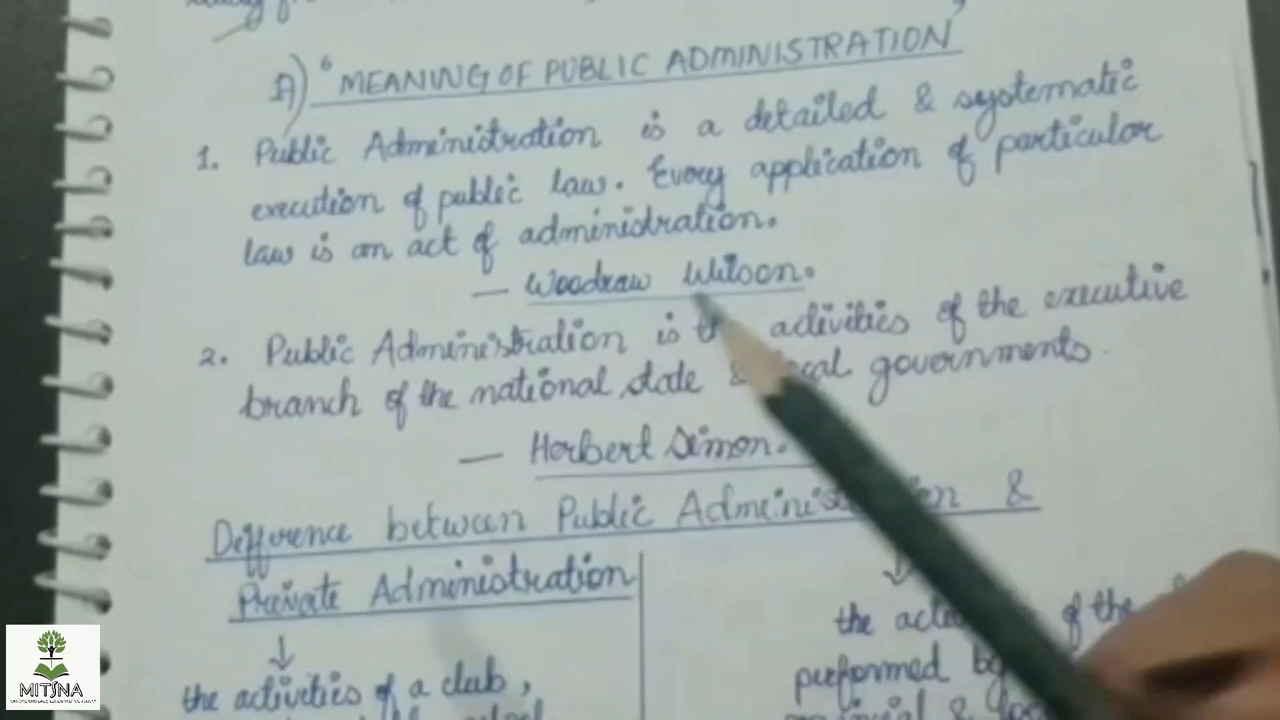 A) "MEANING OF PUBLIC ADMINISTRATION
1. Public Administration is a detailed & systematic
execution of public law. Every application of particular
law is an act of administration.
— Woodraw Wilson.
2. Public Administration is the activities of the executive
branch of the national, state & local governments.
— Herbert Simon.
Difference between Public Administration &
Private Administration
the activities of a club,
the of the
performed by
& 
MITJNA